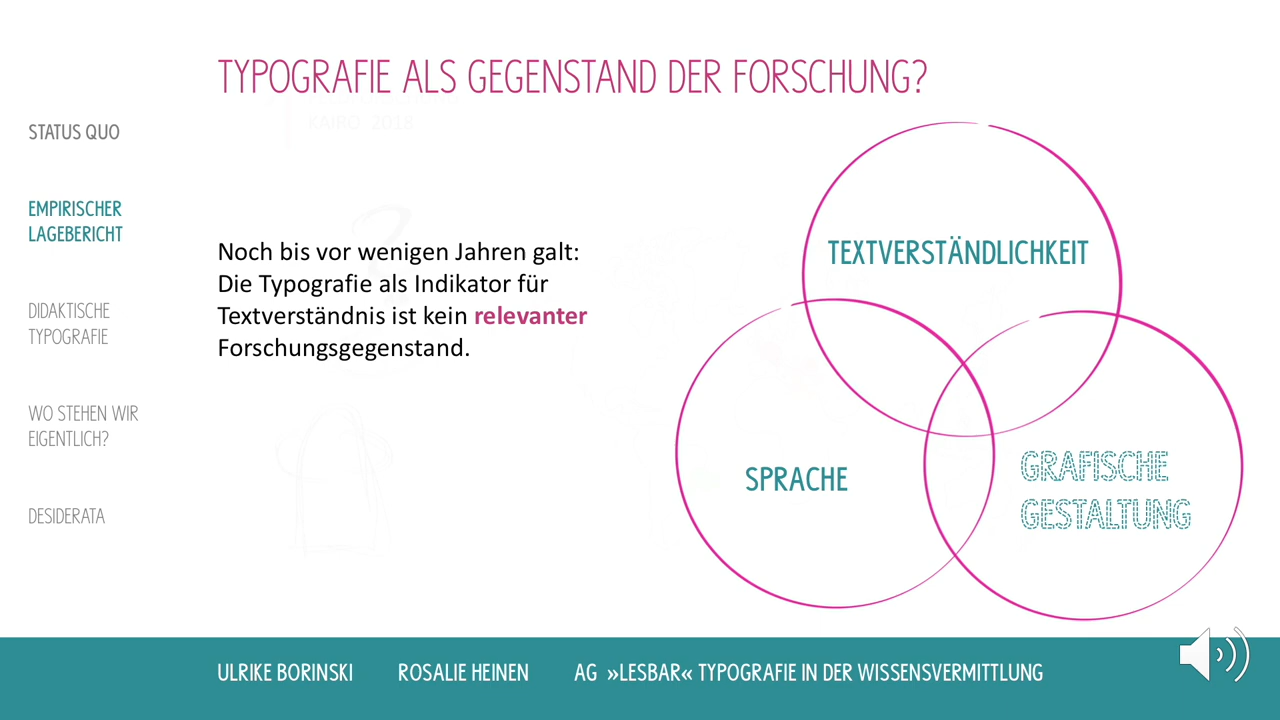 TYPOGRAFIE ALS GEGENSTAND DER FORSCHUNG?
KAIRO 2018
STATUS QUO
EMPIRISCHER
LAGEBERICHT
DIDAKTISCHE
TYPOGRAFIE
WO STEHEN WIR
EIGENTLICH?
DESIDERATA
Noch bis vor wenigen Jahren galt:
Die Typografie als Indikator für
Textverständnis ist kein relevanter
Forschungsgegenstand.
TEXTVERSTÄNDLICHKEIT
SPRACHE
GRAFISCHE
GESTALTUNG
ULRIKE BORINSKI ROSALIE HEINEN AG »LESBAR« TYPOGRAFIE IN DER WISSENSVERMITTLUNG